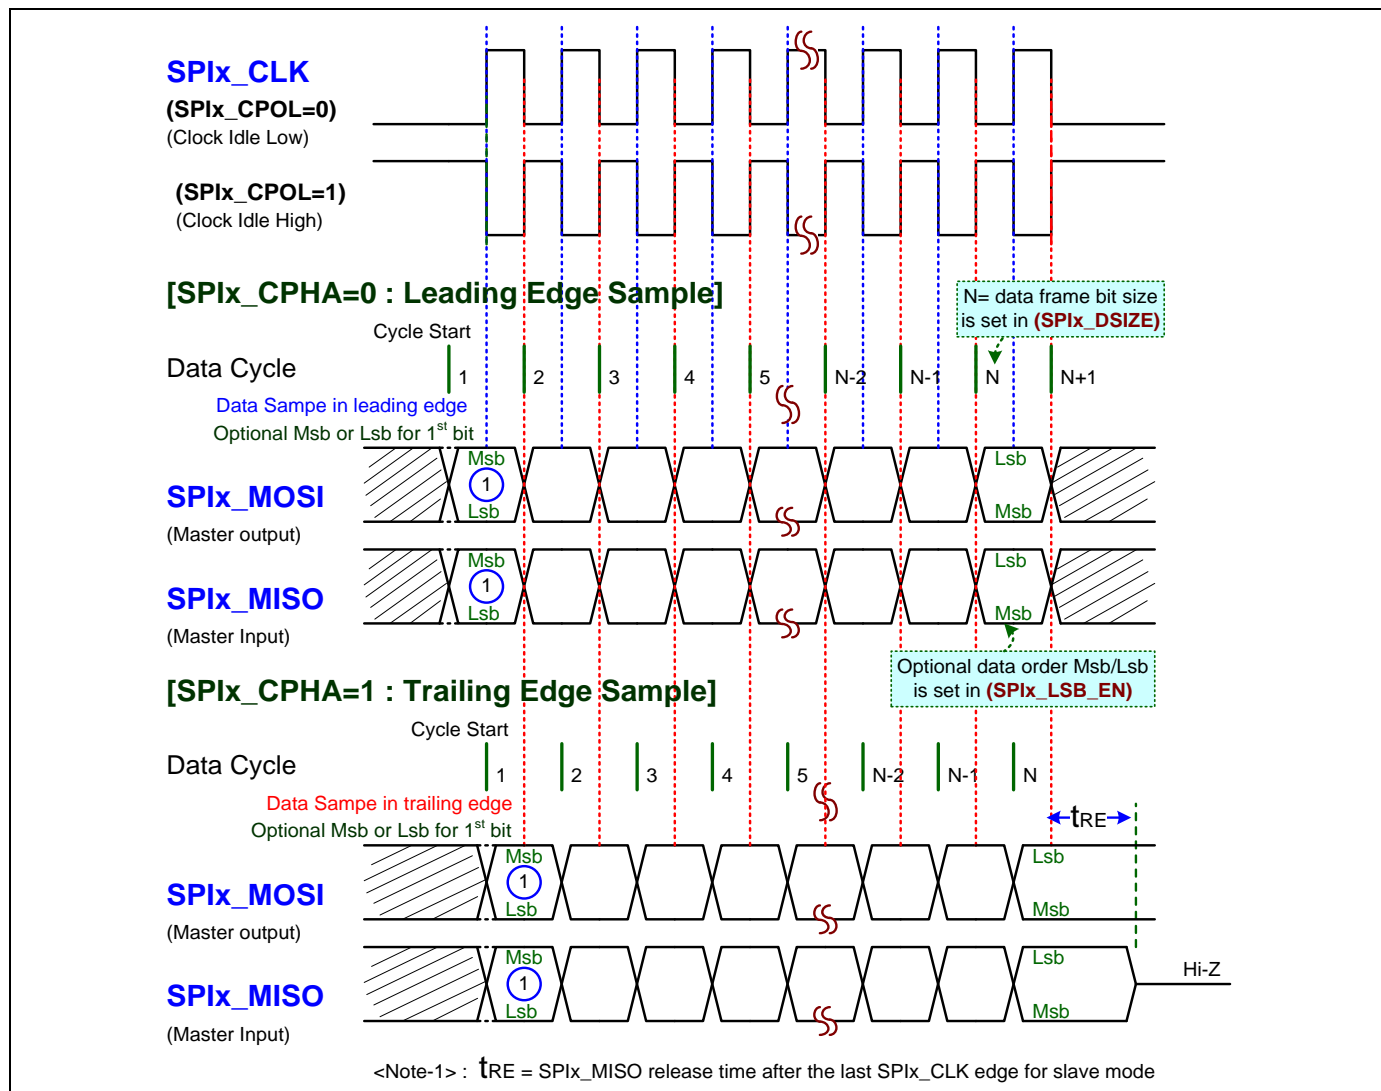 SPIx_CLK
(SPIx_CPOL=0)
(Clock Idle Low)
(SPIx_CPOL=1)
(Clock Idle High)
[SPIx_CPHA=0 : Leading Edge Sample]
N= data frame bit size
is set in (SPIx_DSIZE)
Cycle Start
Data Cycle
1 2 3 4 5 N-2 N-1 N N+1
Data Sampe in leading edge
Optional Msb or Lsb for 1st bit
Msb Lsb
1
SPIx_MOSI
Lsb Msb
(Master output)
Msb Lsb
1
SPIx_MISO
Lsb Msb
(Master Input)
Optional data order Msb/Lsb
is set in (SPIx_LSB_EN)
[SPIx_CPHA=1 : Trailing Edge Sample]
Cycle Start
Data Cycle
1 2 3 4 5 N-2 N-1 N
Data Sampe in trailing edge
tRE
Optional Msb or Lsb for 1st bit
Msb Lsb
1
SPIx_MOSI
Lsb Msb
(Master output)
Msb Lsb
1
Hi-Z
SPIx_MISO
Lsb Msb
(Master Input)
<Note-1> : tRE = SPIx_MISO release time after the last SPIx_CLK edge for slave mode